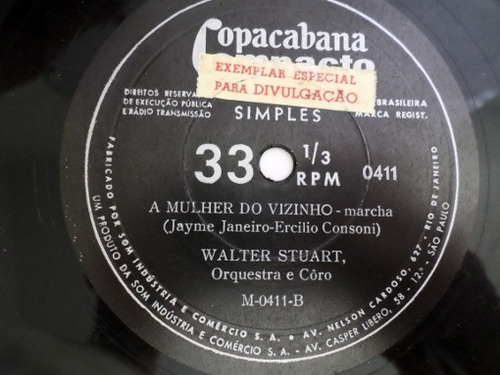 Copacabana
Compacto
EXEMPLAR ESPECIAL
PARA DIVULGAÇÃO
DIREITOS RESERVA
DE EXECUÇÃO PÚBLICA
E RÁDIO TRANSMISSÃO
BRASILEIRA
MARCA REGIST.
SIMPLES
33 1/3
RPM
0411
A MULHER DO VIZINHO - marcha
(Jayme Janeiro-Ercilio Consoni)
WALTER STUART,
Orquestra e Côro
M-0411-B
FABRICADO POR SOM INDÚSTRIA E COMÉRCIO S. A. • AV. NELSON CARDOSO, 627 - RIO DE JANEIRO
UM PRODUTO DA SOM INDÚSTRIA E COMÉRCIO S. A. • AV. CASPER LIBERO, 58 - 12.º - SÃO PAULO